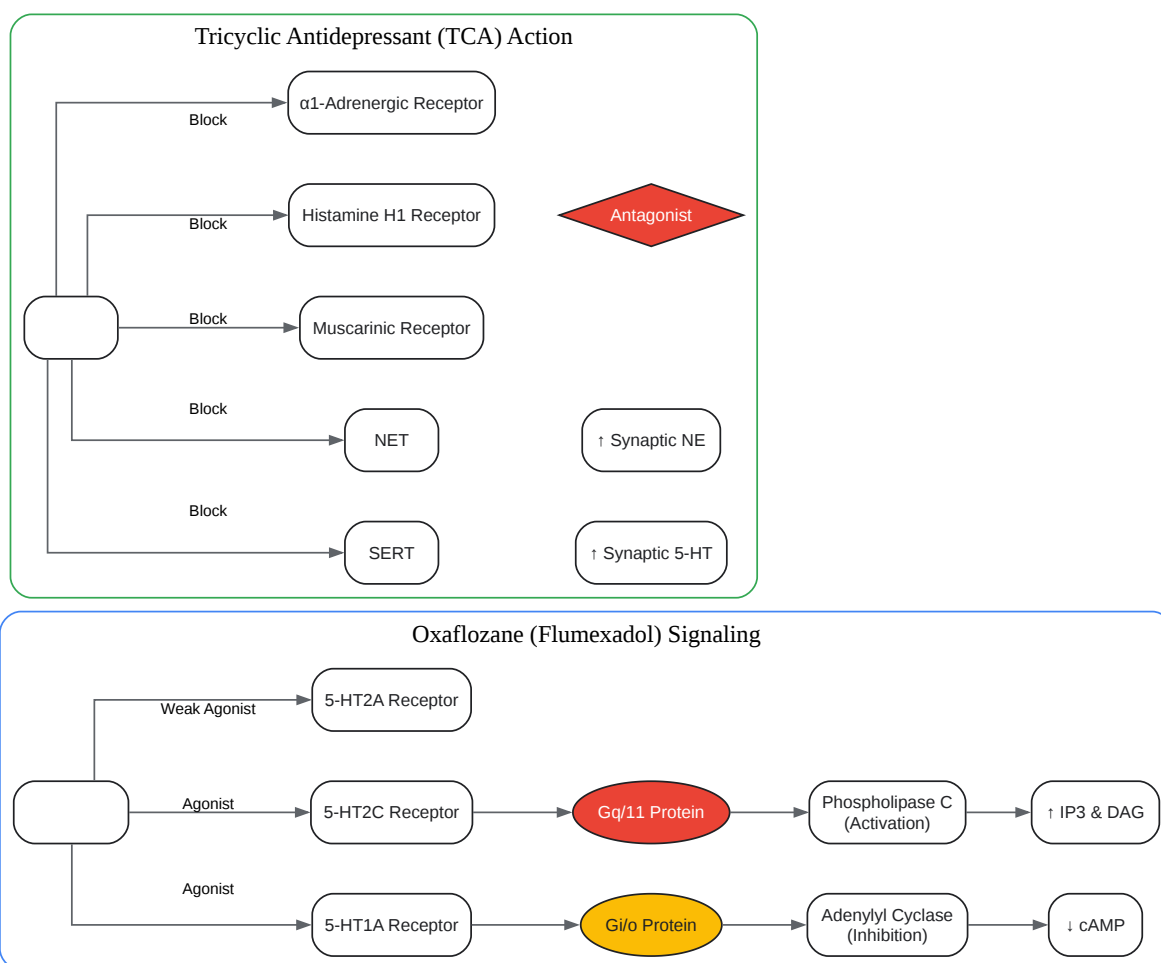 Tricyclic Antidepressant (TCA) Action
α1-Adrenergic Receptor
Block
Histamine H1 Receptor
Antagonist
Block
Block
Muscarinic Receptor
Block
NET
↑ Synaptic NE
Block
SERT
↑ Synaptic 5-HT
Oxaflozane (Flumexadol) Signaling
5-HT2A Receptor
Weak Agonist
Agonist
5-HT2C Receptor
Gq/11 Protein
Phospholipase C
(Activation)
↑ IP3 & DAG
Agonist
5-HT1A Receptor
Gi/o Protein
Adenylyl Cyclase
(Inhibition)
↓ cAMP